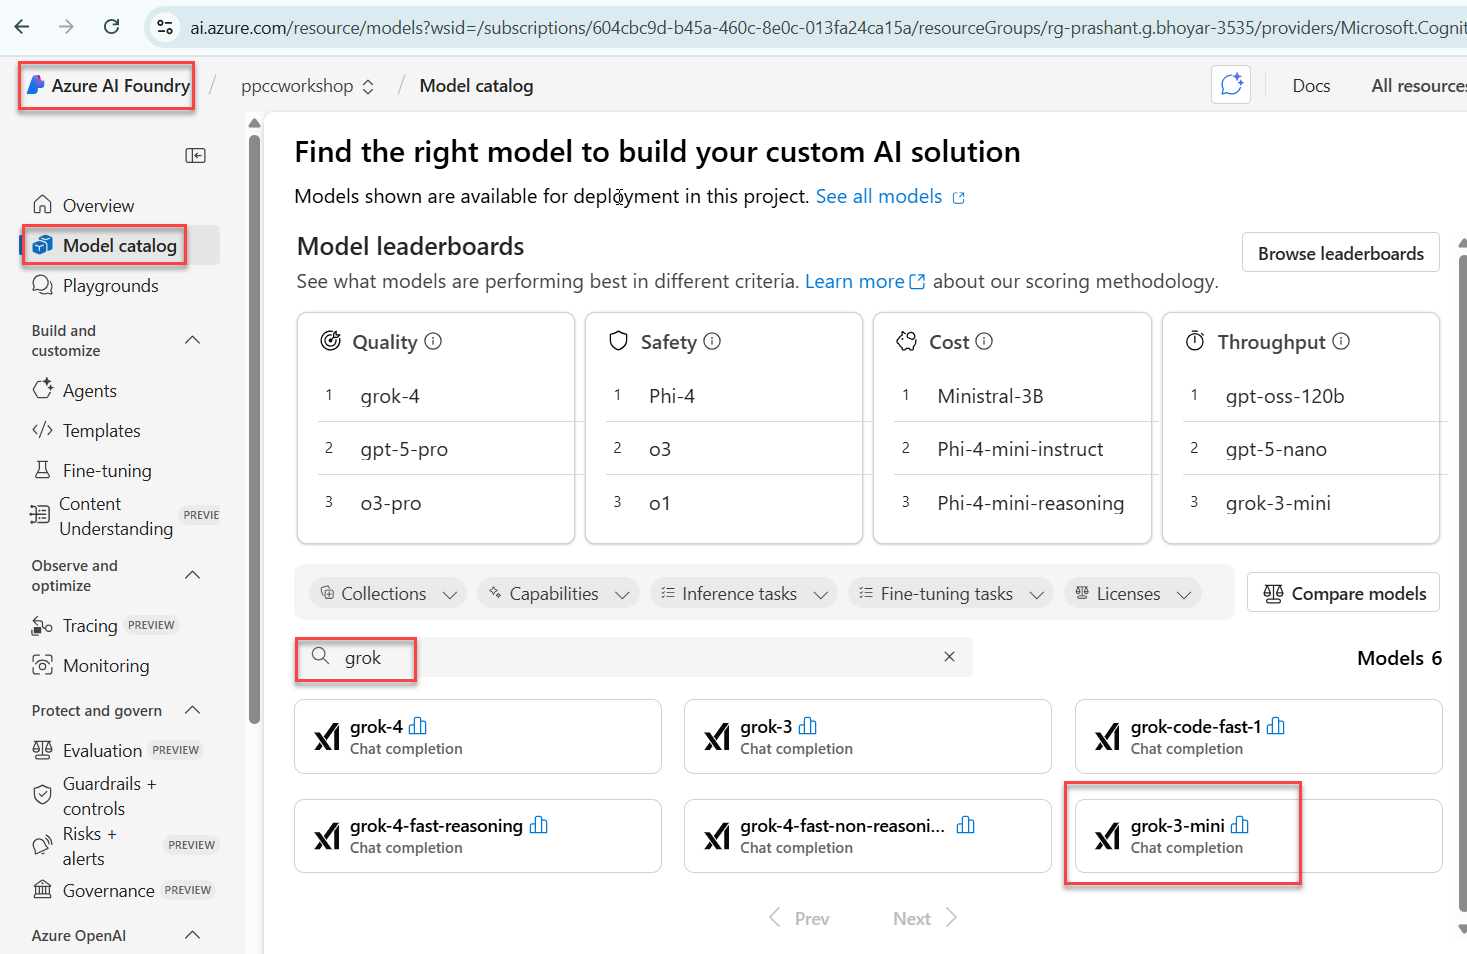 ai.azure.com/resource/models?wsid=/subscriptions/604cbc9d-b45a-460c-8e0c-013fa24ca15a/resourceGroups/rg-prashant.g.bhoyar-3535/providers/Microsoft.Cognit
Azure AI Foundry / ppccworkshop / Model catalog
Docs
All resources
Overview
Model catalog
Playgrounds
Build and
customize
Agents
Templates
Fine-tuning
Content
Understanding PREVIE
Observe and
optimize
Tracing PREVIEW
Monitoring
Protect and govern
Evaluation PREVIEW
Guardrails +
controls
Risks +
alerts PREVIEW
Governance PREVIEW
Azure OpenAI
Find the right model to build your custom AI solution
Models shown are available for deployment in this project. See all models
Model leaderboards
Browse leaderboards
See what models are performing best in different criteria. Learn more about our scoring methodology.
Quality
1 grok-4
2 gpt-5-pro
3 o3-pro
Safety
1 Phi-4
2 o3
3 o1
Cost
1 Ministral-3B
2 Phi-4-mini-instruct
3 Phi-4-mini-reasoning
Throughput
1 gpt-oss-120b
2 gpt-5-nano
3 grok-3-mini
Collections
Capabilities
Inference tasks
Fine-tuning tasks
Licenses
Compare models
grok
Models 6
grok-4
Chat completion
grok-3
Chat completion
grok-code-fast-1
Chat completion
grok-4-fast-reasoning
Chat completion
grok-4-fast-non-reasoni...
Chat completion
grok-3-mini
Chat completion
Prev
Next